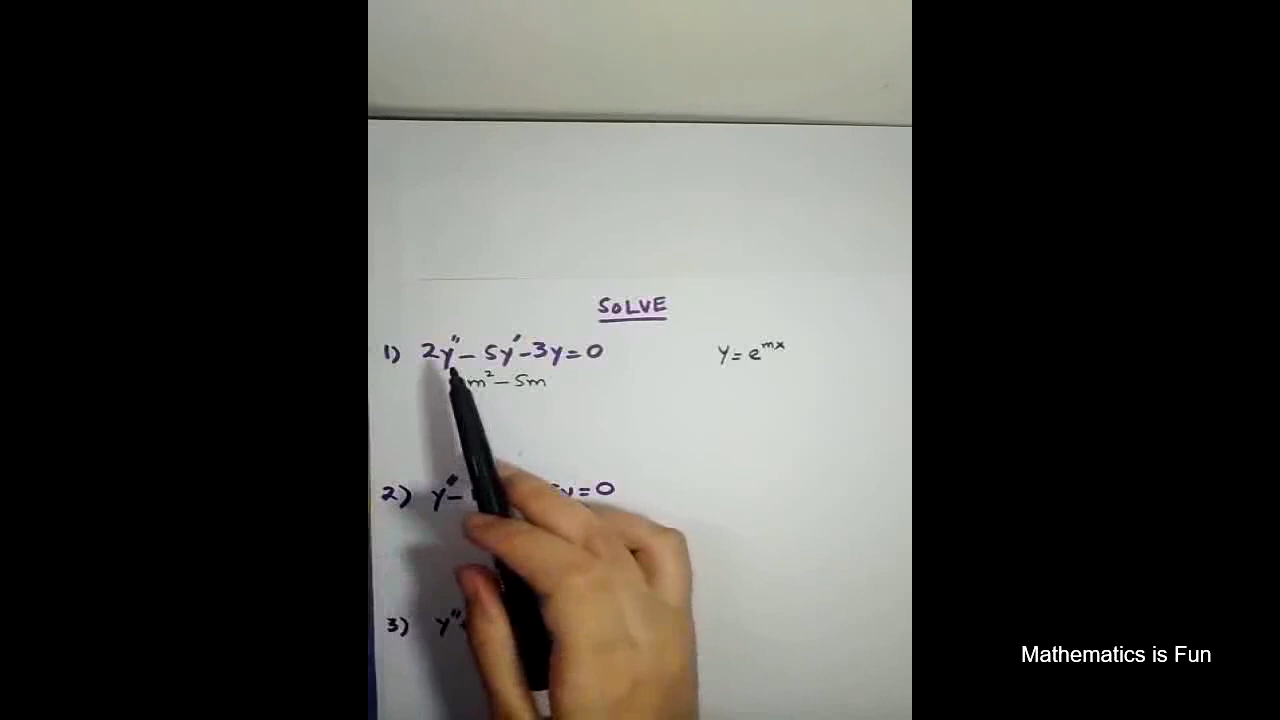 SOLVE
1) 2y" - 5y' - 3y = 0
y = e^mx
m² - 5m
2) y" - y = 0
3) y"
Mathematics is Fun